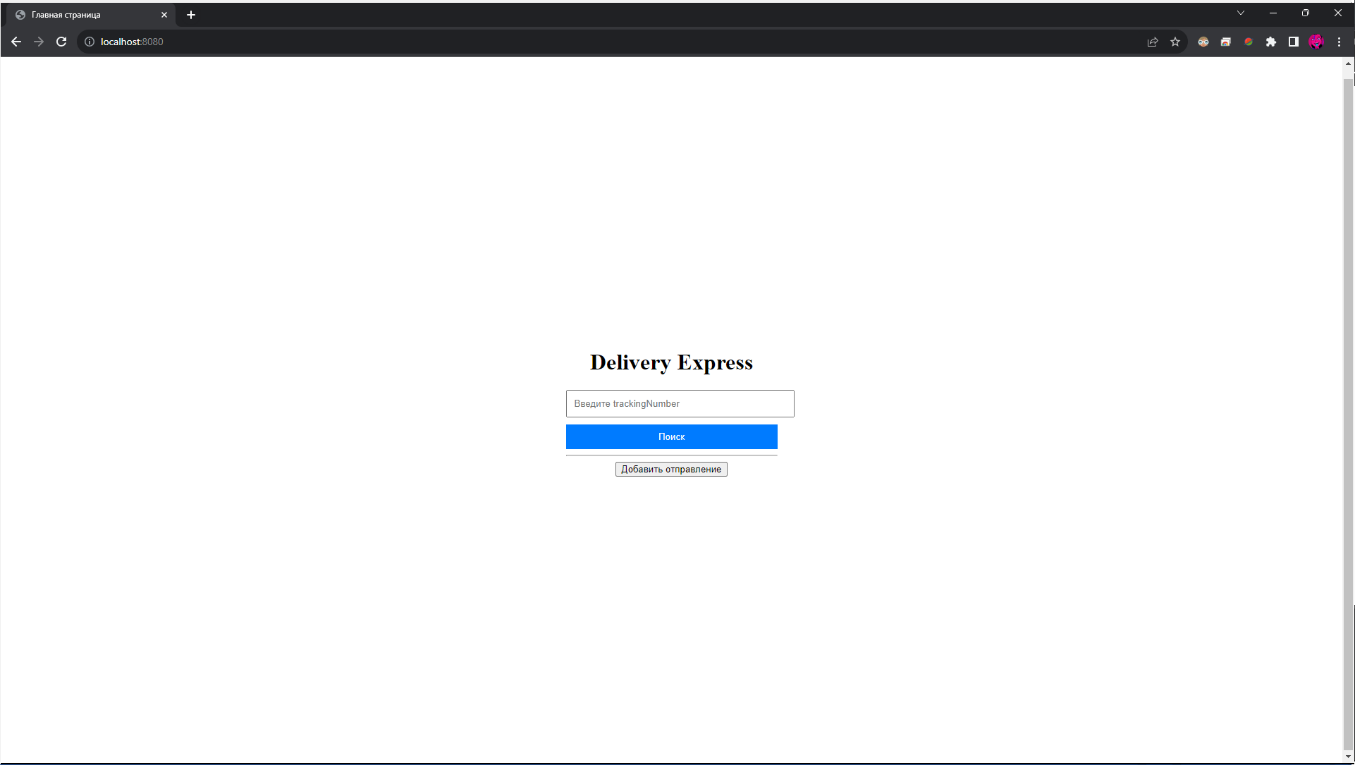 Главная страница
localhost:8080
Delivery Express
Введите trackingNumber
Поиск
Добавить отправление